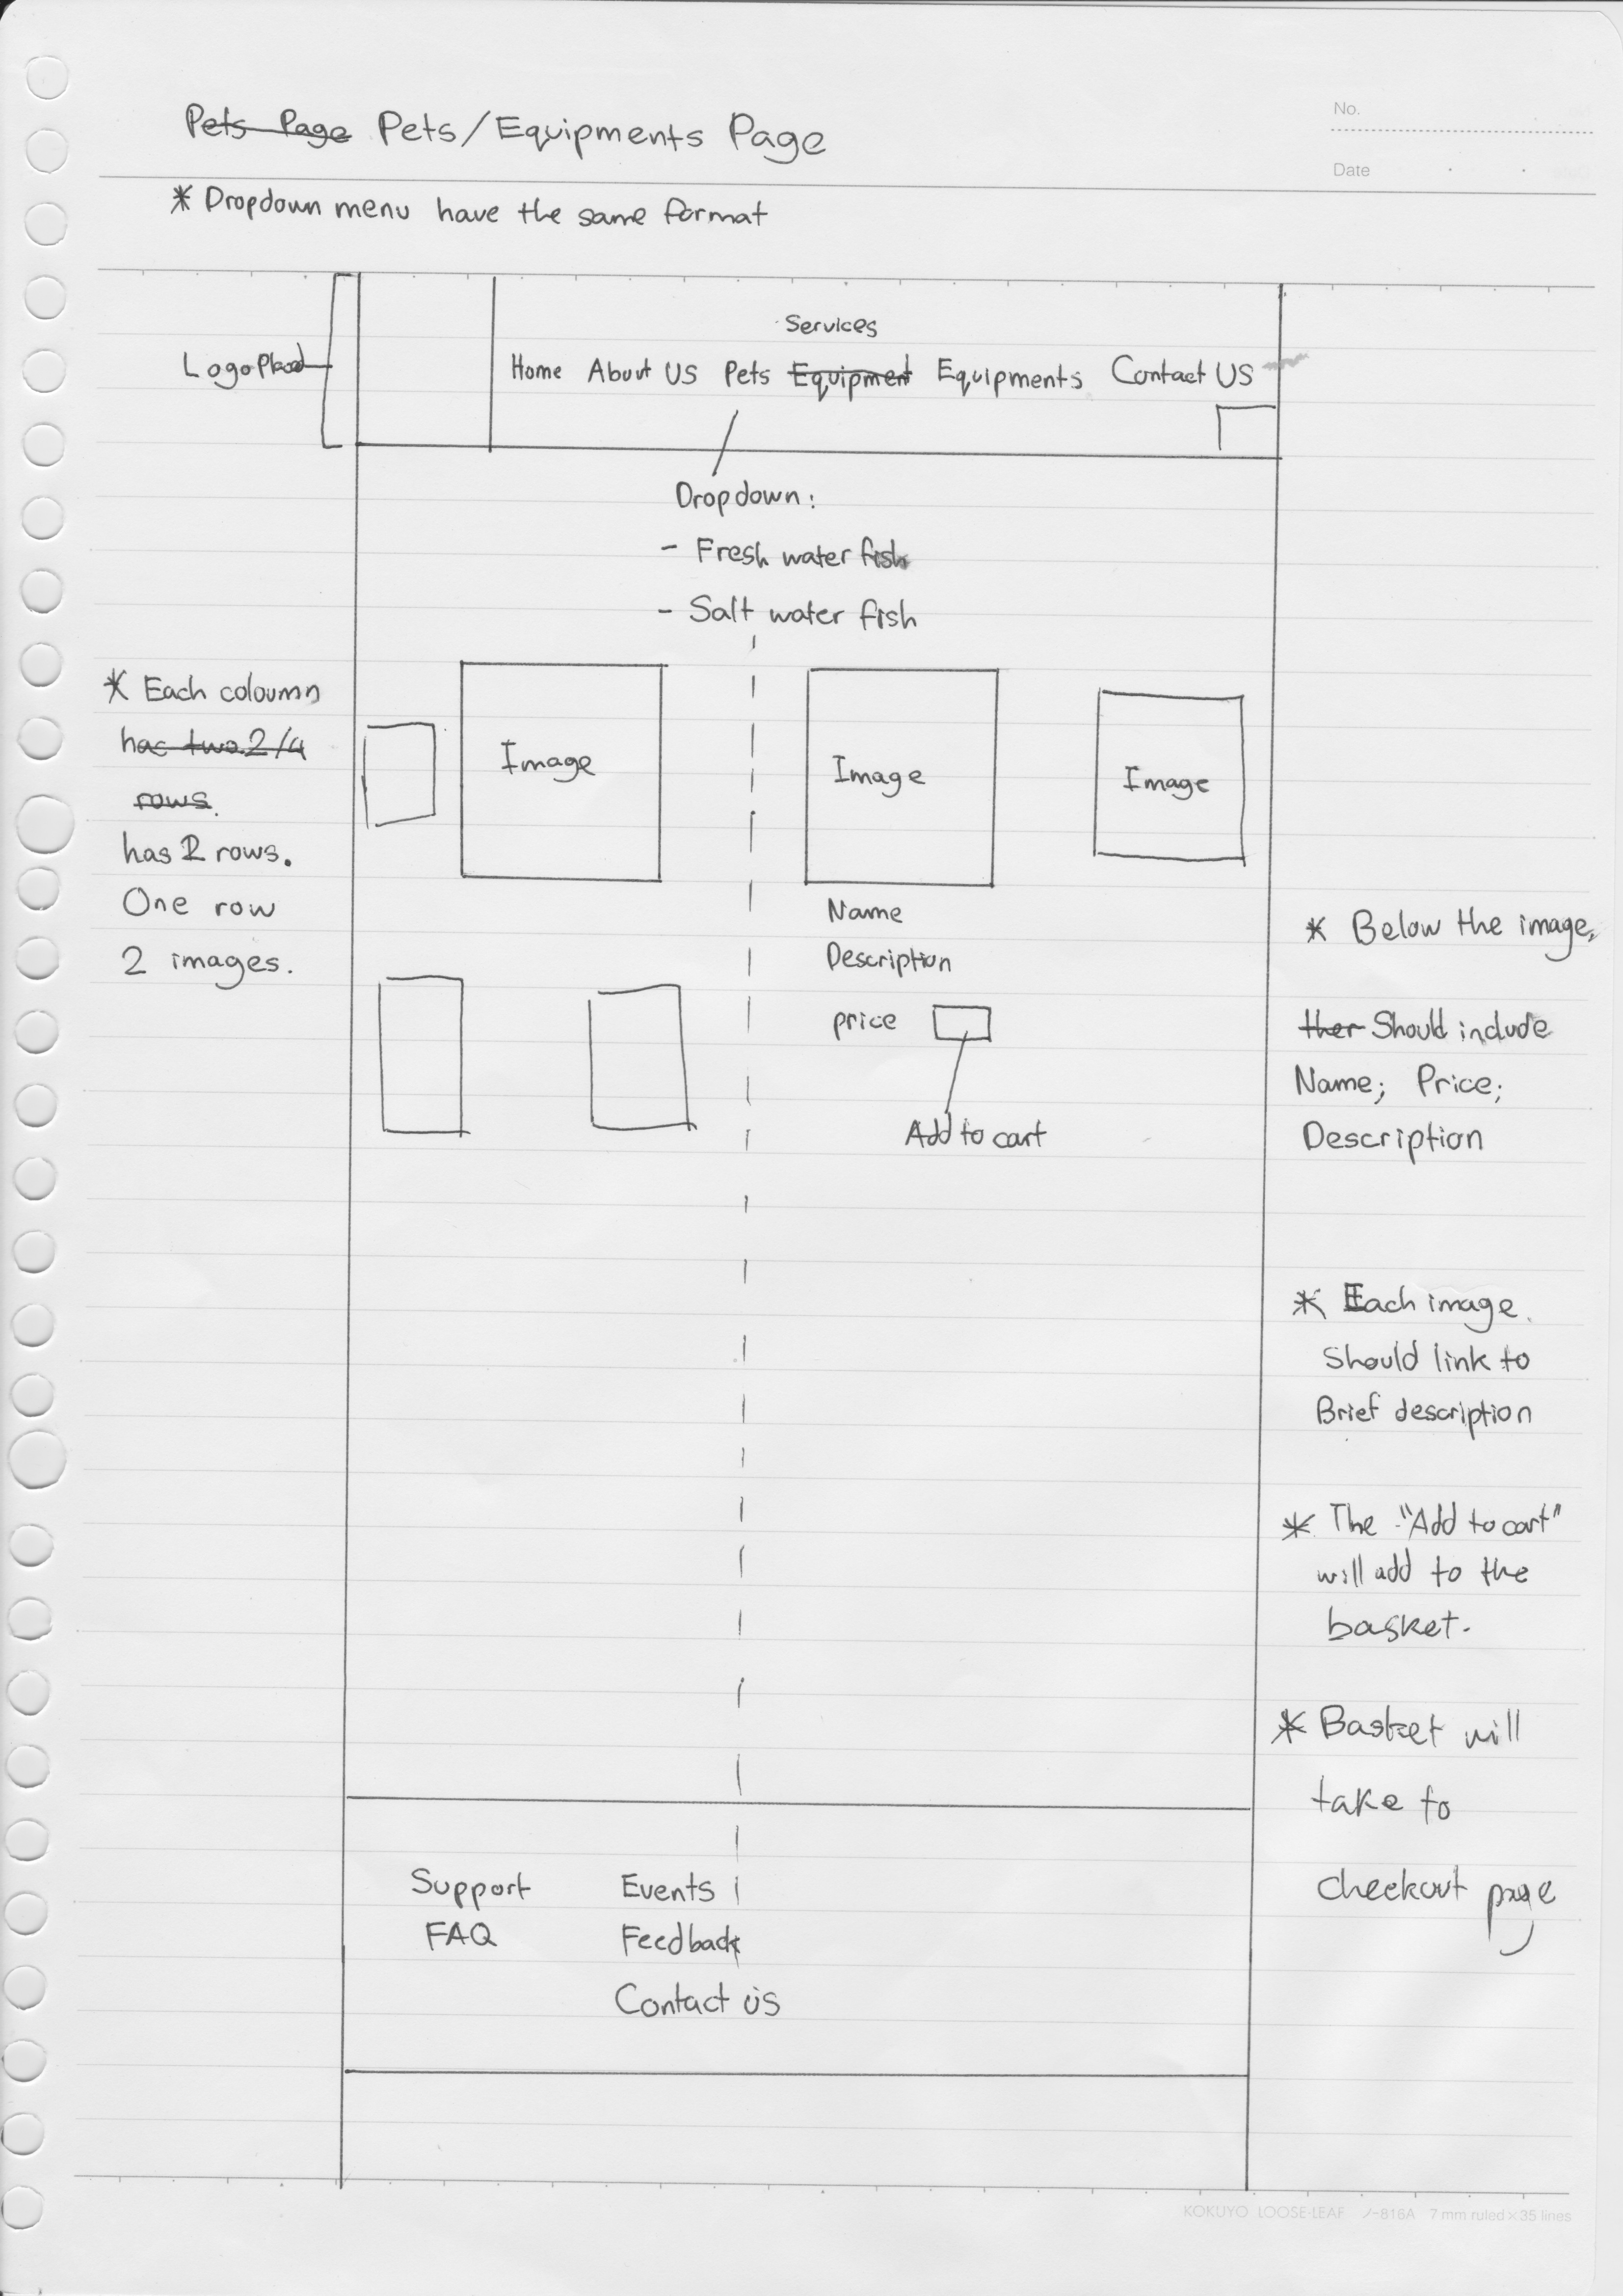 Pets Page Pets/Equipments Page
No.
Date
* Dropdown menu have the same format
Services
Home About US Pets Equipment Equipments Contact US
Logo
Dropdown:
- Fresh water fish
- Salt water fish
* Each coloumn
has two 2/4
rows.
has 2 rows.
One row
2 images.
Image
Image
Image
Name
Description
price
Add to cart
* Below the image,
ther Should include
Name; Price;
Description
* Each image
Should link to
Brief description
* The "Add to cart"
will add to the
basket.
* Basket will
take to
checkout page
Support
FAQ
Events
Feedback
Contact us
KOKUYO LOOSE-LEAF ノ-816A 7 mm ruled×35 lines